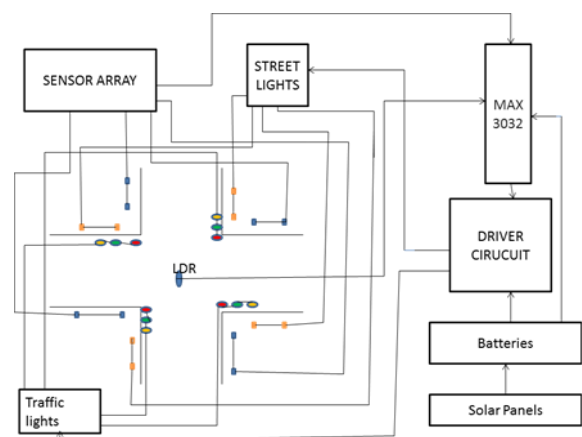 SENSOR ARRAY
STREET
LIGHTS
MAX
3032
LDR
DRIVER
CIRUCUIT
Batteries
Traffic
lights
Solar Panels